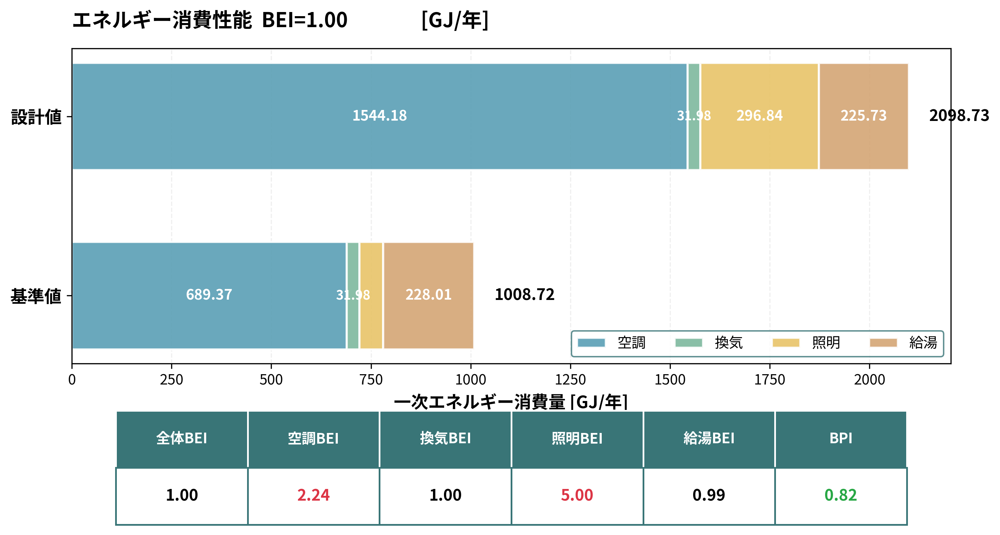 エネルギー消費性能 BEI=1.00 [GJ/年]
設計値 1544.18 31.98 296.84 225.73 2098.73
基準値 689.37 31.98 228.01 1008.72
空調 換気 照明 給湯
0 250 500 750 1000 1250 1500 1750 2000
一次エネルギー消費量 [GJ/年]
全体BEI 空調BEI 換気BEI 照明BEI 給湯BEI BPI
1.00 2.24 1.00 5.00 0.99 0.82